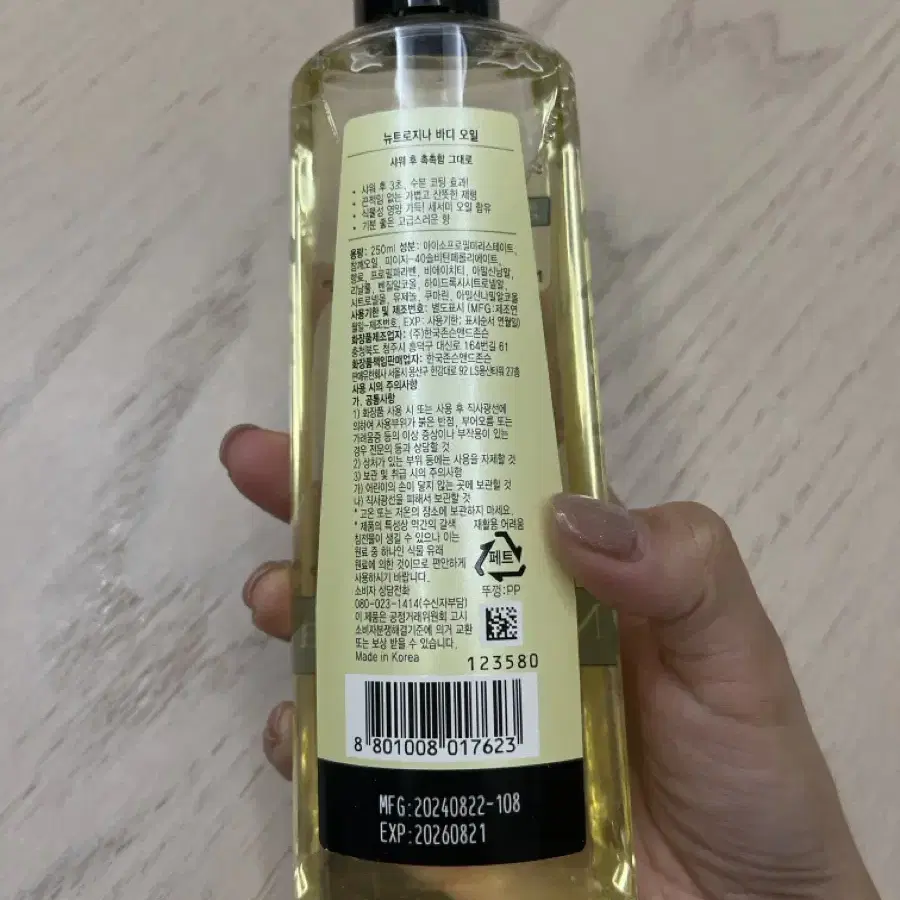 뉴트로지나 바디 오일
샤워 후 촉촉함 그대로
• 샤워 후 3초, 수분 코팅 효과!
• 끈적임 없는 가볍고 산뜻한 제형
• 식물성 영양 가득! 세서미 오일 함유
• 기분 좋은 고급스러운 향
용량: 250ml 성분: 아이소프로필미리스테이트,
참깨오일, 피이지-40솔비탄퍼올리에이트,
향료, 프로필파라벤, 비에이치티, 아밀신남알,
리날룰, 벤질알코올, 하이드록시시트로넬알,
시트로넬올, 유제놀, 쿠마린, 아밀신나밀알코올
사용기한 및 제조번호: 별도표시 (MFG:제조연
월일-제조번호, EXP: 사용기한; 표시순서 연월일)
화장품제조업자: (주)한국존슨앤드존슨
충청북도 청주시 흥덕구 대신로 164번길 61
화장품책임판매업자: 한국존슨앤드존슨
판매유한회사 서울시 용산구 한강대로 92 LS용산타워 27층
사용 시의 주의사항
가. 공통사항
1) 화장품 사용 시 또는 사용 후 직사광선에
의하여 사용부위가 붉은 반점, 부어오름 또는
가려움증 등의 이상 증상이나 부작용이 있는
경우 전문의 등과 상담할 것
2) 상처가 있는 부위 등에는 사용을 자제할 것
3) 보관 및 취급 시의 주의사항
가) 어린이의 손이 닿지 않는 곳에 보관할 것
나) 직사광선을 피해서 보관할 것
* 고온 또는 저온의 장소에 보관하지 마세요.
* 제품의 특성상 약간의 갈색
침전물이 생길 수 있으나 이는
원료 중 하나인 식물 유래
원료에 의한 것이므로 편안하게
사용하시기 바랍니다.
소비자 상담전화
080-023-1414(수신자부담)
이 제품은 공정거래위원회 고시
소비자분쟁해결기준에 의거 교환
또는 보상 받을 수 있습니다.
Made in Korea
재활용 어려움
페트
뚜껑:PP
123580
8 801008 017623
MFG:20240822-108
EXP:20260821